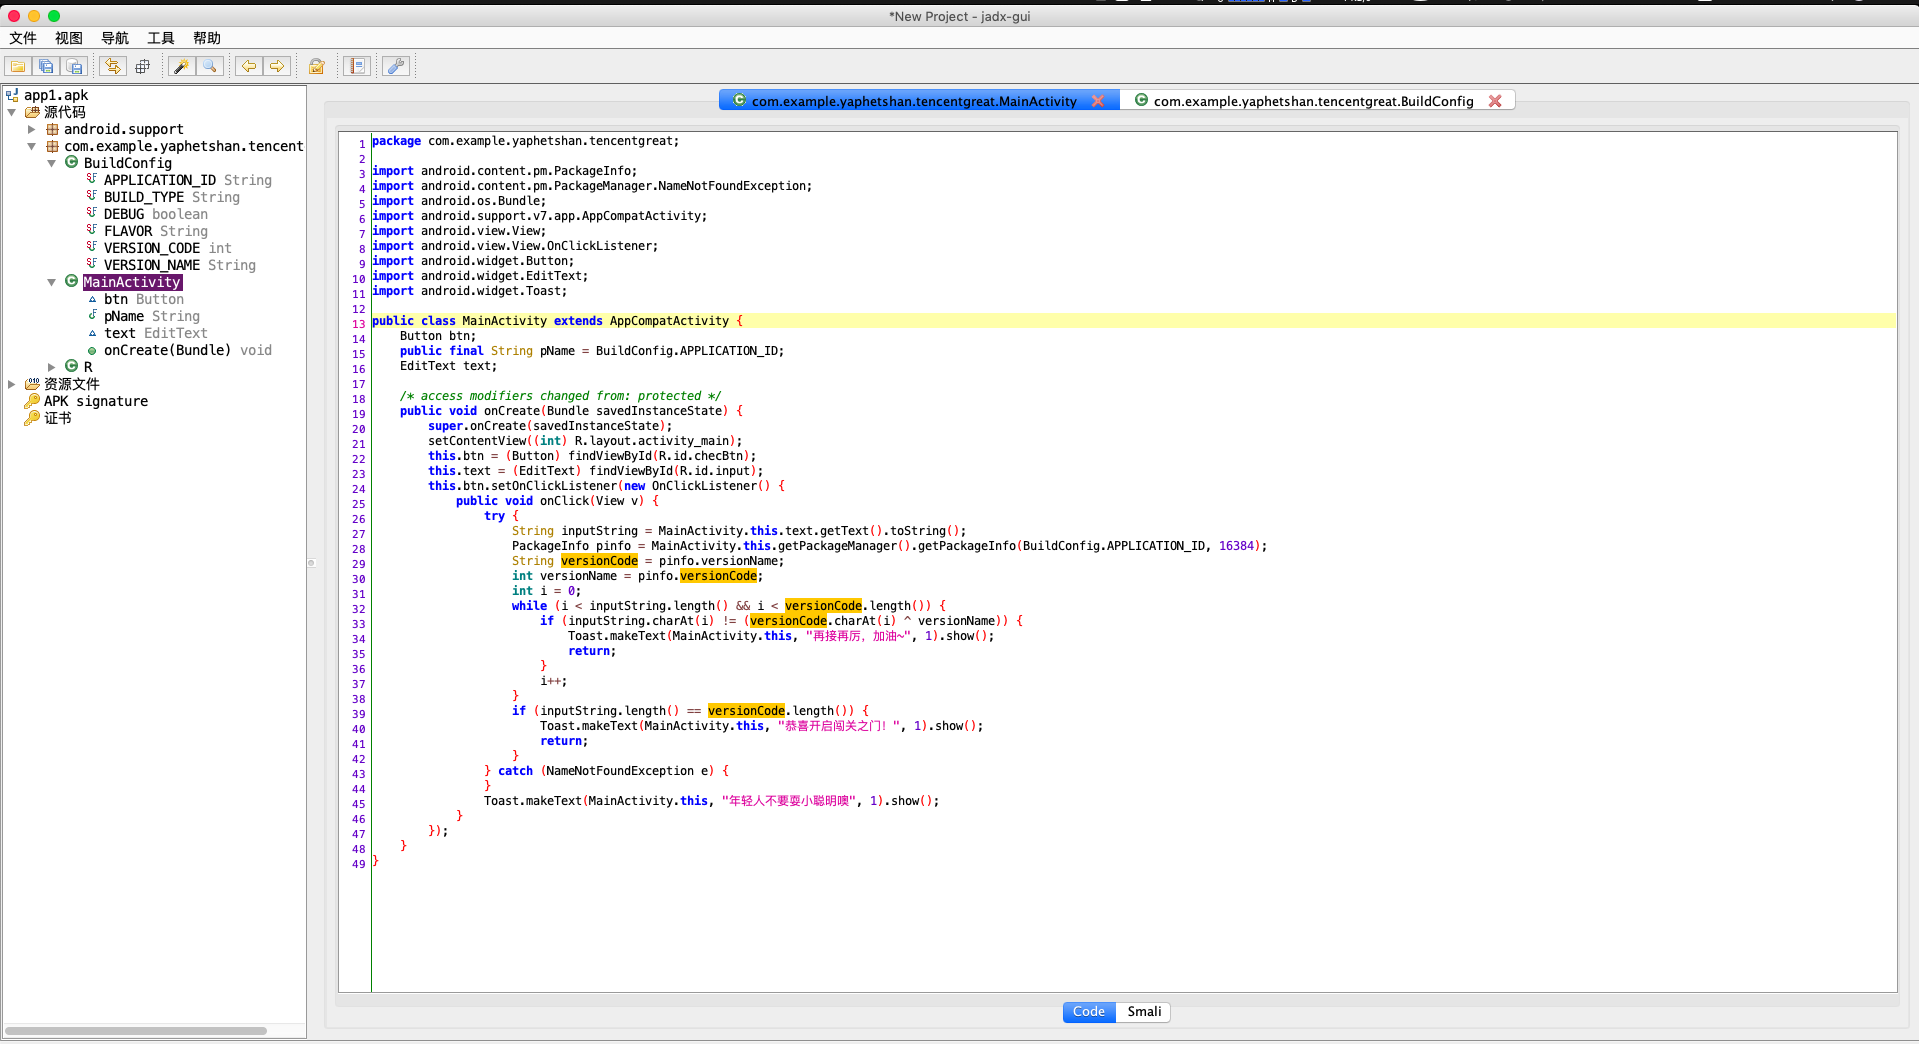 *New Project - jadx-gui
文件 视图 导航 工具 帮助
app1.apk
源代码
android.support
com.example.yaphetshan.tencent
BuildConfig
APPLICATION_ID String
BUILD_TYPE String
DEBUG boolean
FLAVOR String
VERSION_CODE int
VERSION_NAME String
MainActivity
btn Button
pName String
text EditText
onCreate(Bundle) void
R
资源文件
APK signature
证书
com.example.yaphetshan.tencentgreat.MainActivity com.example.yaphetshan.tencentgreat.BuildConfig
1 package com.example.yaphetshan.tencentgreat;
2
3 import android.content.pm.PackageInfo;
4 import android.content.pm.PackageManager.NameNotFoundException;
5 import android.os.Bundle;
6 import android.support.v7.app.AppCompatActivity;
7 import android.view.View;
8 import android.view.View.OnClickListener;
9 import android.widget.Button;
10 import android.widget.EditText;
11 import android.widget.Toast;
12
13 public class MainActivity extends AppCompatActivity {
14 Button btn;
15 public final String pName = BuildConfig.APPLICATION_ID;
16 EditText text;
17
18 /* access modifiers changed from: protected */
19 public void onCreate(Bundle savedInstanceState) {
20 super.onCreate(savedInstanceState);
21 setContentView((int) R.layout.activity_main);
22 this.btn = (Button) findViewById(R.id.checBtn);
23 this.text = (EditText) findViewById(R.id.input);
24 this.btn.setOnClickListener(new OnClickListener() {
25 public void onClick(View v) {
26 try {
27 String inputString = MainActivity.this.text.getText().toString();
28 PackageInfo pinfo = MainActivity.this.getPackageManager().getPackageInfo(BuildConfig.APPLICATION_ID, 16384);
29 String versionCode = pinfo.versionName;
30 int versionName = pinfo.versionCode;
31 int i = 0;
32 while (i < inputString.length() && i < versionCode.length()) {
33 if (inputString.charAt(i) != (versionCode.charAt(i) ^ versionName)) {
34 Toast.makeText(MainActivity.this, "再接再厉，加油~", 1).show();
35 return;
36 }
37 i++;
38 }
39 if (inputString.length() == versionCode.length()) {
40 Toast.makeText(MainActivity.this, "恭喜开启闯关之门！", 1).show();
41 return;
42 }
43 } catch (NameNotFoundException e) {
44 }
45 Toast.makeText(MainActivity.this, "年轻人不要耍小聪明噢", 1).show();
46 }
47 });
48 }
49 }
Code Smali